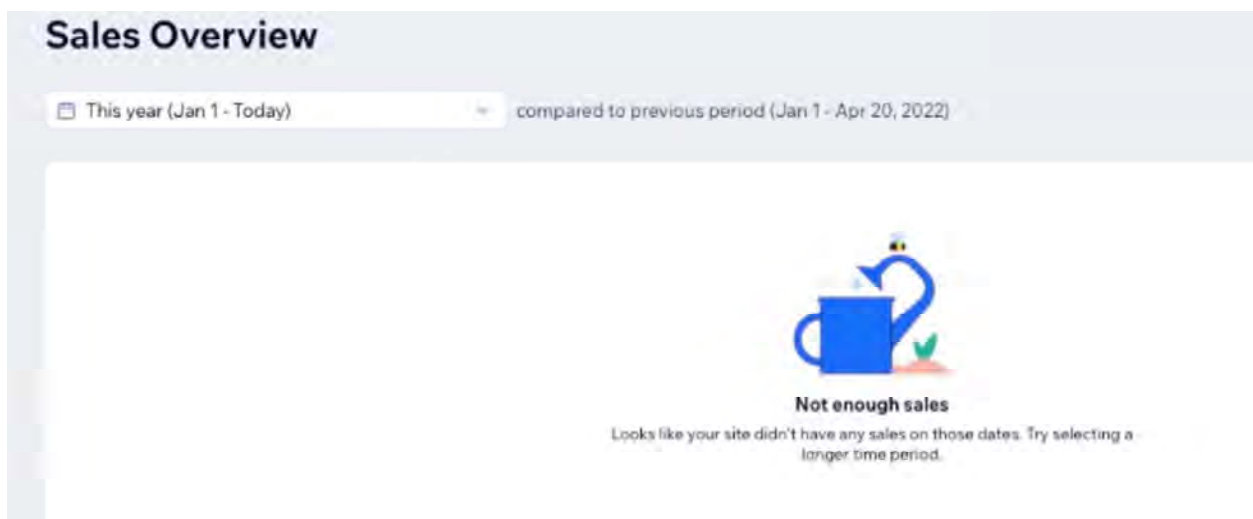 Sales Overview
This year (Jan 1 - Today)
compared to previous period (Jan 1 - Apr 20, 2022)
Not enough sales
Looks like your site didn't have any sales on those dates. Try selecting a
longer time period.